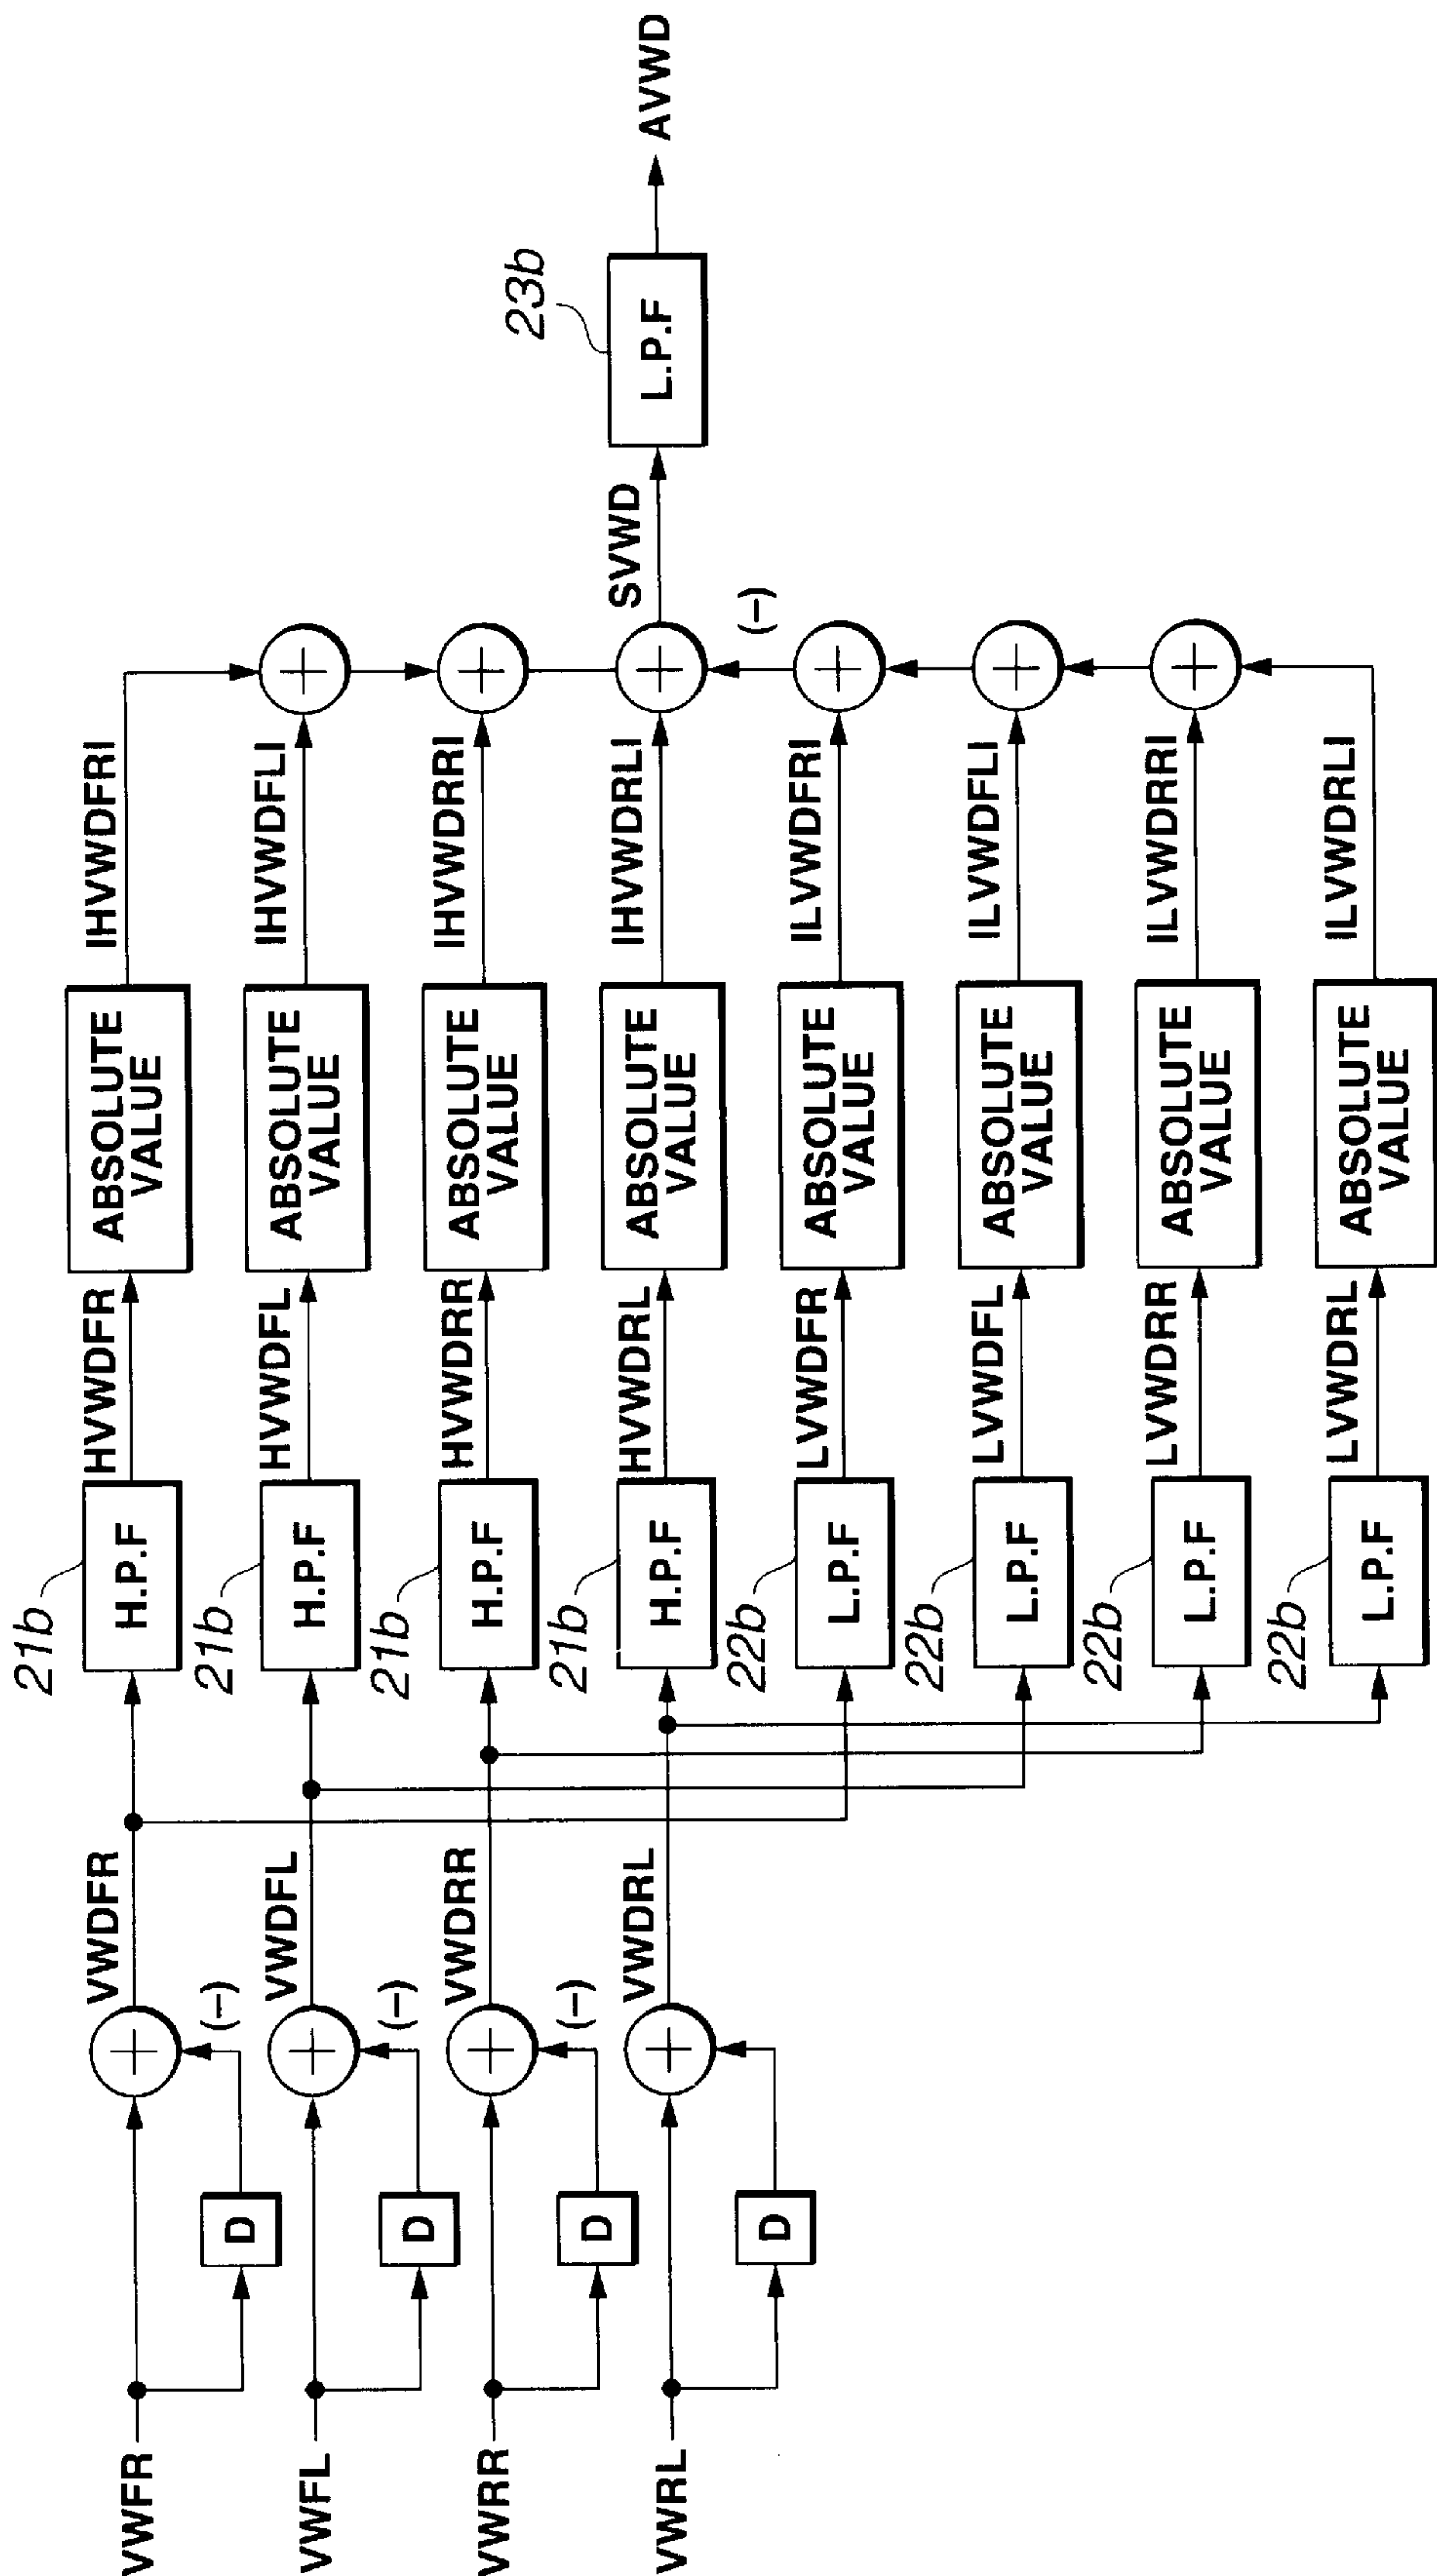 VWFR
VWFL
VWRR
VWRL
D
D
D
D
+
(–)
+
(–)
+
(–)
+
VWDFR
VWDFL
VWDRR
VWDRL
21b
21b
21b
21b
22b
22b
22b
22b
H.P.F
H.P.F
H.P.F
H.P.F
L.P.F
L.P.F
L.P.F
L.P.F
HVWDFR
HVWDFL
HVWDRR
HVWDRL
LVWDFR
LVWDFL
LVWDRR
LVWDRL
ABSOLUTE
VALUE
ABSOLUTE
VALUE
ABSOLUTE
VALUE
ABSOLUTE
VALUE
ABSOLUTE
VALUE
ABSOLUTE
VALUE
ABSOLUTE
VALUE
ABSOLUTE
VALUE
IHVWDFRI
IHVWDFLI
IHVWDRRI
IHVWDRLI
ILVWDFRI
ILVWDFLI
ILVWDRRI
ILVWDRLI
+
+
+
(–)
+
+
+
SVWD
23b
L.P.F
AVWD